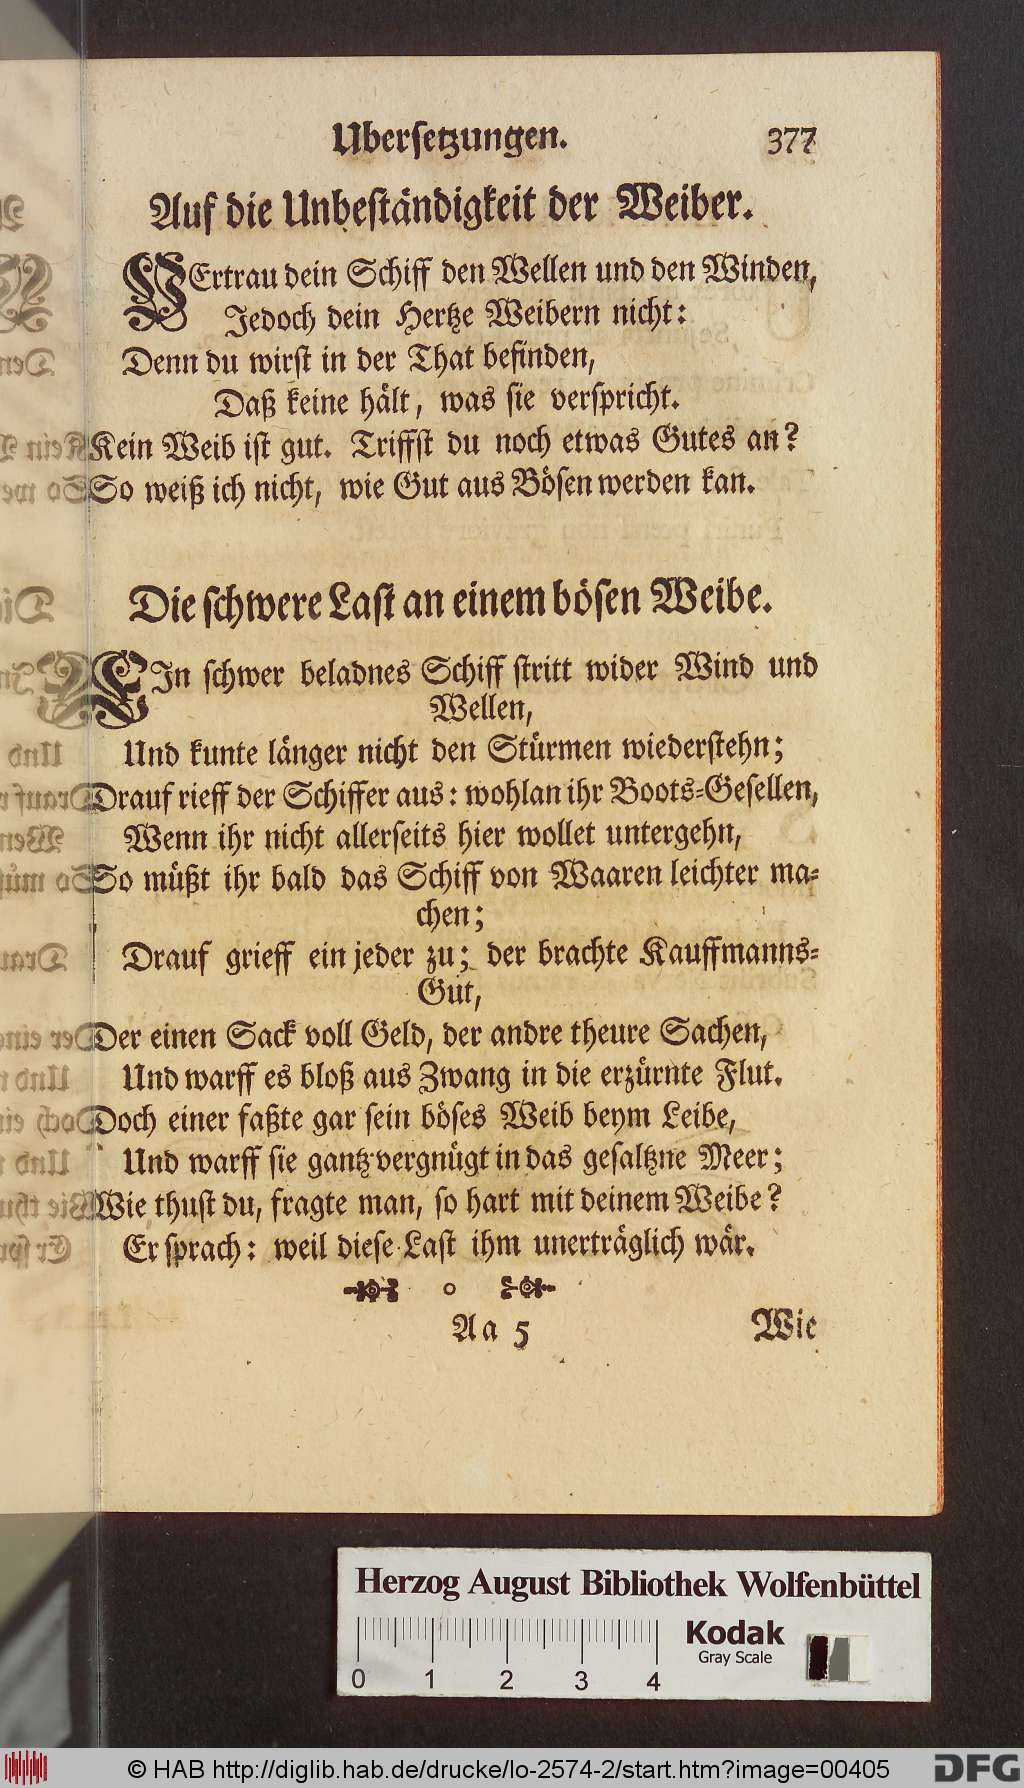 Ubersetzungen. 377
Auf die Unbeständigkeit der Weiber.
VErtrau dein Schiff den Wellen und den Winden,
Jedoch dein Hertze Weibern nicht:
Denn du wirst in der That befinden,
Daß keine hält, was sie verspricht.
Kein Weib ist gut. Triffst du noch etwas Gutes an?
So weiß ich nicht, wie Gut aus Bösen werden kan.
Die schwere Last an einem bösen Weibe.
EIn schwer beladnes Schiff stritt wider Wind und
Wellen,
Und kunte länger nicht den Stürmen wiederstehn;
Drauf rieff der Schiffer aus: wohlan ihr Boots-Gesellen,
Wenn ihr nicht allerseits hier wollet untergehn,
So müßt ihr bald das Schiff von Waaren leichter ma-
chen;
Drauf grieff ein jeder zu; der brachte Kauffmanns-
Gut,
Der einen Sack voll Geld, der andre theure Sachen,
Und warff es bloß aus Zwang in die erzürnte Flut.
Doch einer faßte gar sein böses Weib beym Leibe,
Und warff sie gantz vergnügt in das gesaltzne Meer;
Wie thust du, fragte man, so hart mit deinem Weibe?
Er sprach: weil diese Last ihm unerträglich wär.
Aa 5 Wie
Herzog August Bibliothek Wolfenbüttel
Kodak
Gray Scale
0 1 2 3 4
© HAB http://diglib.hab.de/drucke/lo-2574-2/start.htm?image=00405
DFG